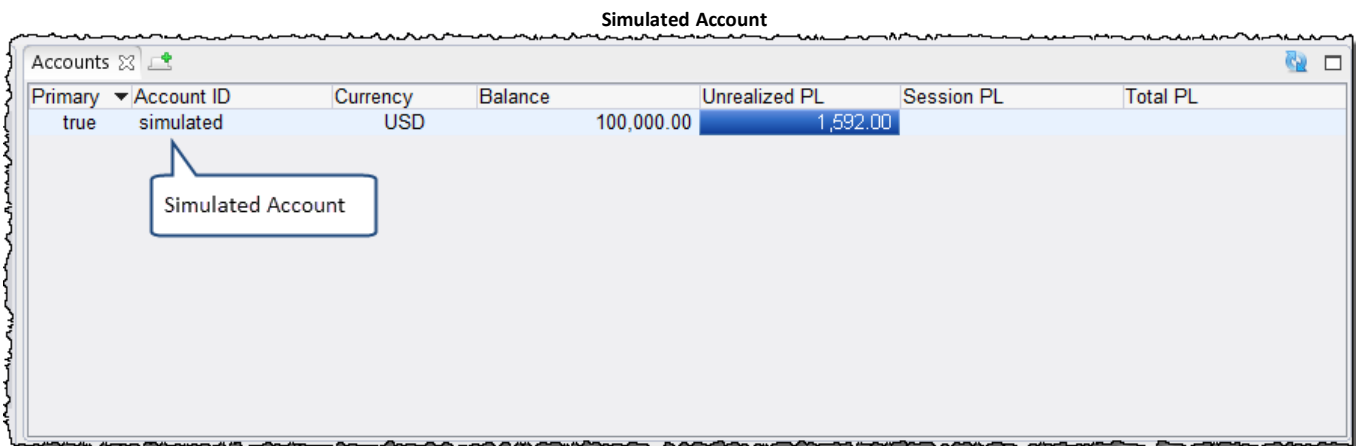 Simulated Account
Accounts
Primary Account ID Currency Balance Unrealized PL Session PL Total PL
true simulated USD 100,000.00 1,592.00
Simulated Account